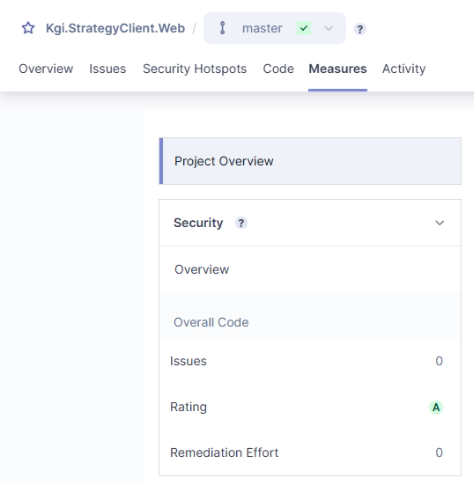 Kgi.StrategyClient.Web / master ?
Overview Issues Security Hotspots Code Measures Activity
Project Overview
Security ?
Overview
Overall Code
Issues 0
Rating A
Remediation Effort 0